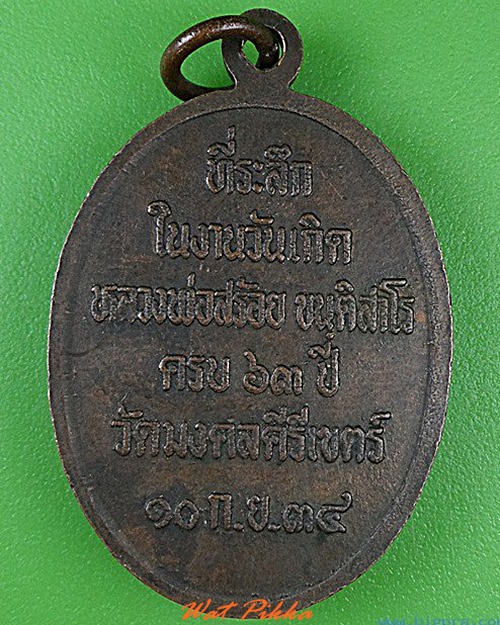 ที่ระลึก
ในงานวันเกิด
หลวงพ่อสร้อย ขนฺติสาโร
ครบ ๖๓ ปี
วัดมงคลคีรีเขตร์
๑๐ ก.ย.๓๔
Wat Pikka